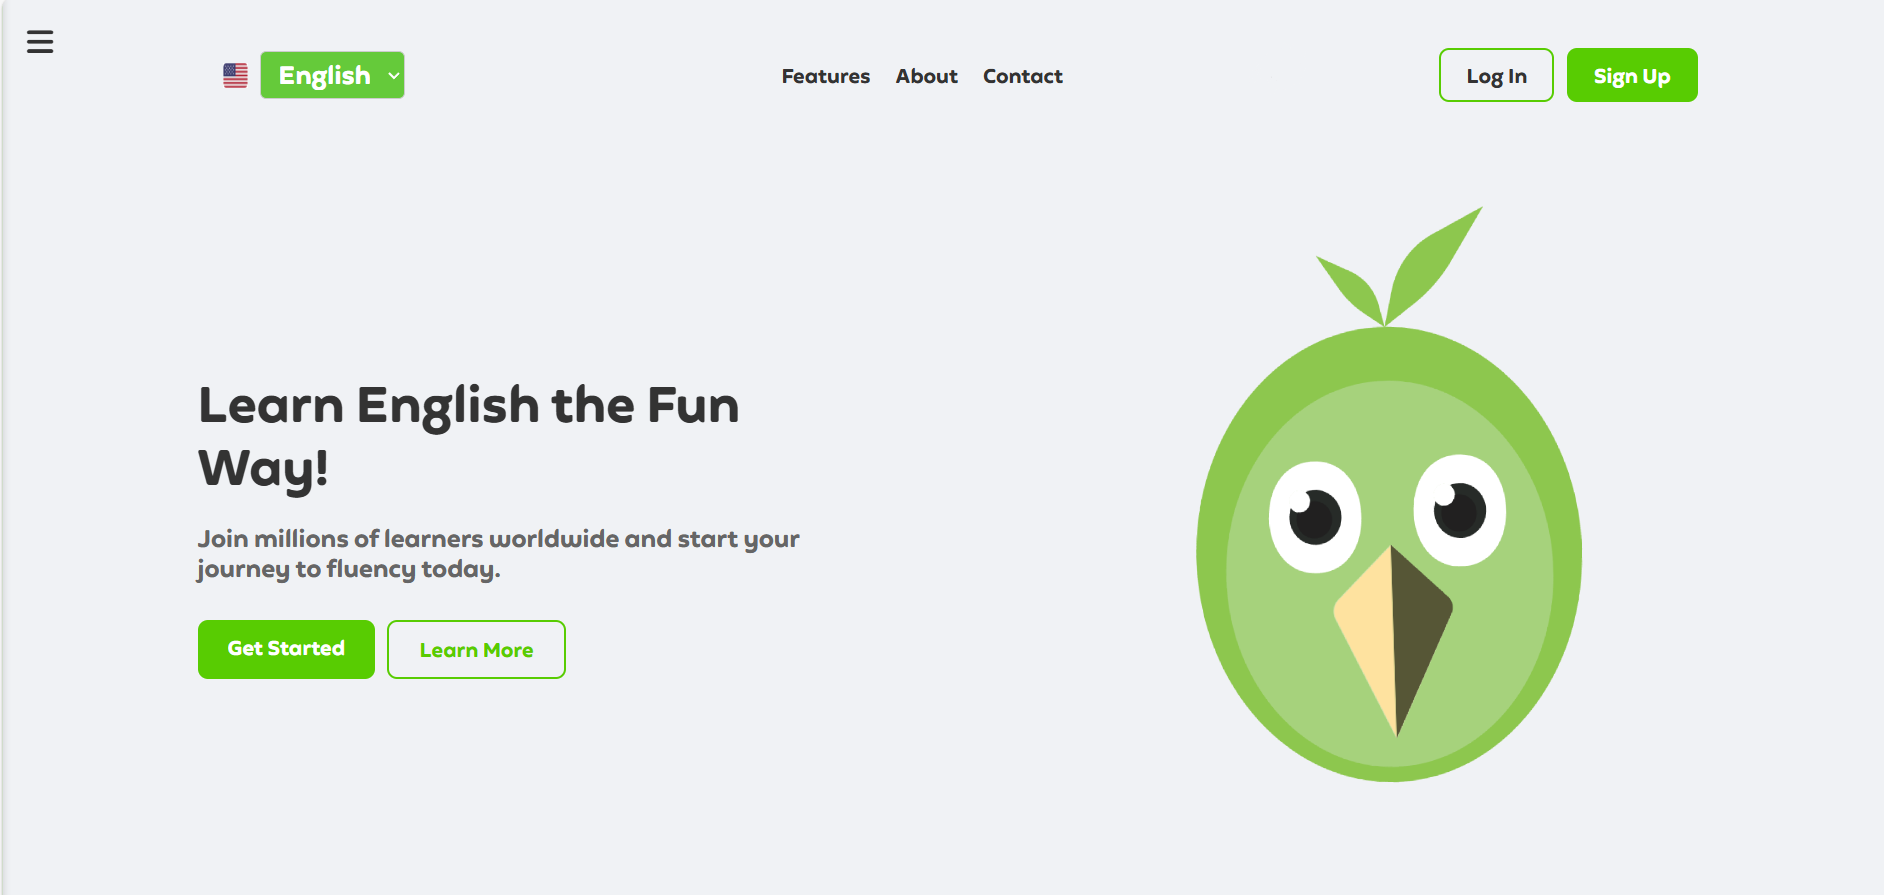 English
Features About Contact
Log In
Sign Up
Learn English the Fun
Way!
Join millions of learners worldwide and start your
journey to fluency today.
Get Started
Learn More